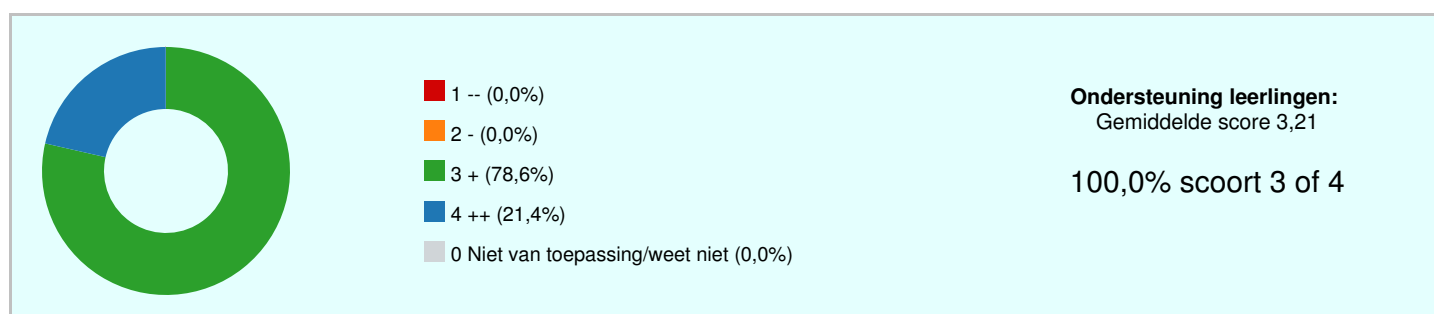 1 -- (0,0%)
2 - (0,0%)
3 + (78,6%)
4 ++ (21,4%)
0 Niet van toepassing/weet niet (0,0%)
Ondersteuning leerlingen:
Gemiddelde score 3,21
100,0% scoort 3 of 4